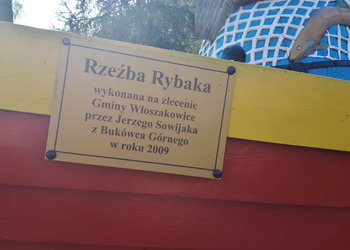 Rzeźba Rybaka
wykonana na zlecenie
Gminy Włoszakowice
przez Jerzego Sowijaka
z Bukówca Górnego
w roku 2009